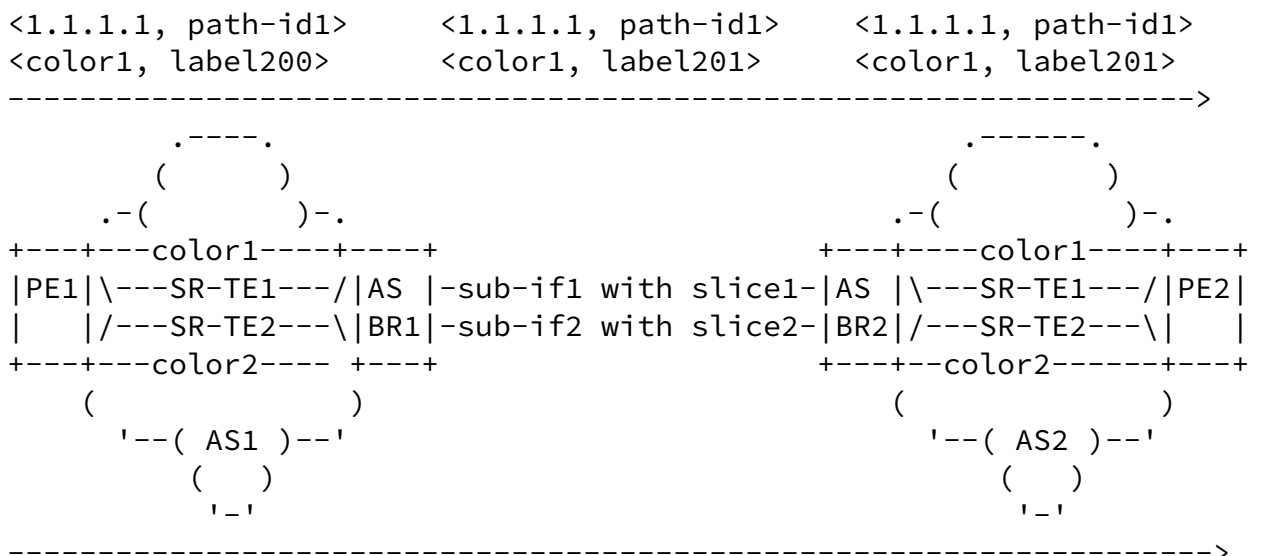 <1.1.1.1, path-id1>     <1.1.1.1, path-id1>    <1.1.1.1, path-id1>
<color1, label200>      <color1, label201>     <color1, label201>
------------------------------------------------------------------>
         .----.                                       .------.
        (      )                                     (        )
     .-(        )-.                               .-(          )-.
+---+---color1----+----+                     +---+----color1----+---+
|PE1|\---SR-TE1---/|AS |-sub-if1 with slice1-|AS |\---SR-TE1---/|PE2|
|   |/---SR-TE2---\|BR1|-sub-if2 with slice2-|BR2|/---SR-TE2---\|   |
+---+---color2---- +---+                     +---+--color2------+---+
    (              )                             (              )
      '--( AS1 )--'                                '--( AS2 )--'
          (   )                                        (   )
           '-'                                          '-'
------------------------------------------------------------------->